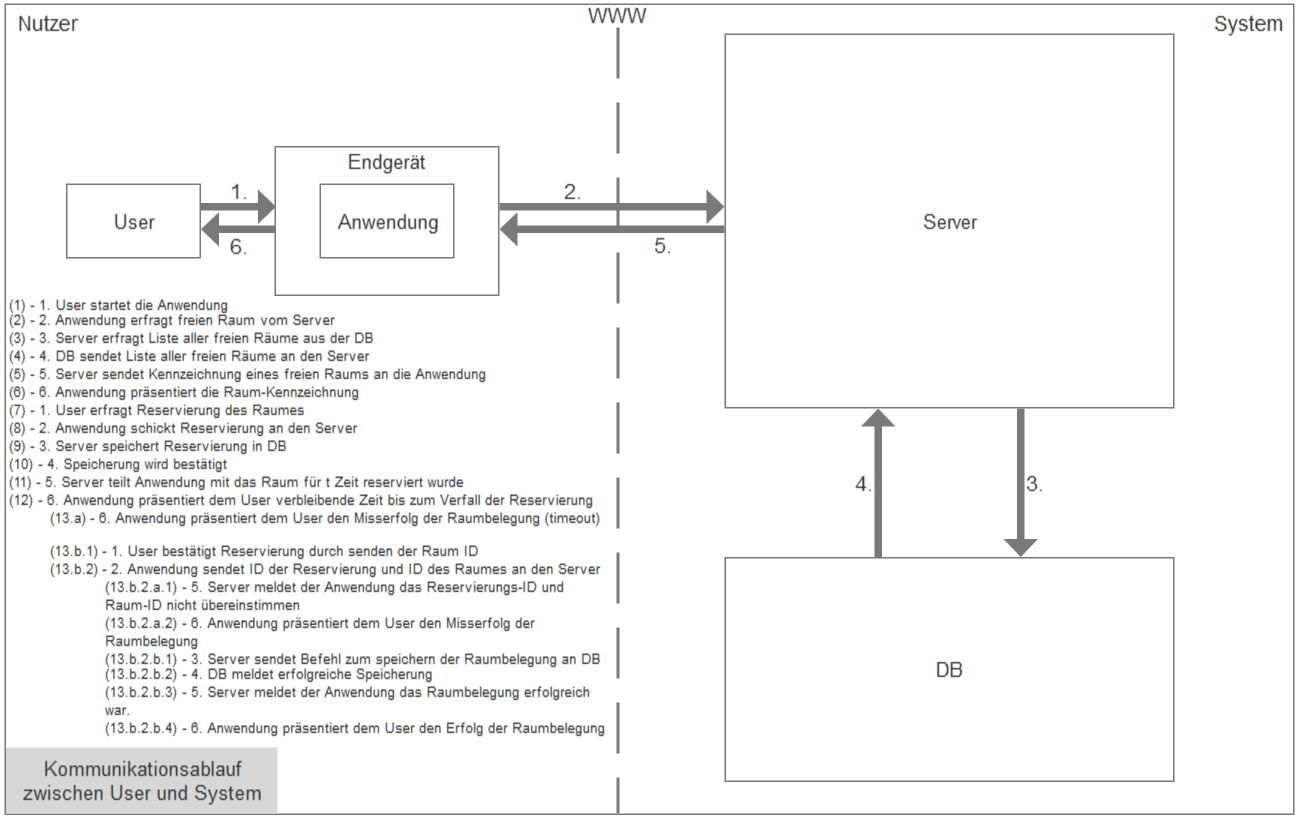 Nutzer
WWW
System
Endgerät
1.
2.
User
Anwendung
Server
6.
5.
(1) - 1. User startet die Anwendung
(2) - 2. Anwendung erfragt freien Raum vom Server
(3) - 3. Server erfragt Liste aller freien Räume aus der DB
(4) - 4. DB sendet Liste aller freien Räume an den Server
(5) - 5. Server sendet Kennzeichnung eines freien Raums an die Anwendung
(6) - 6. Anwendung präsentiert die Raum-Kennzeichnung
(7) - 1. User erfragt Reservierung des Raumes
(8) - 2. Anwendung schickt Reservierung an den Server
(9) - 3. Server speichert Reservierung in DB
(10) - 4. Speicherung wird bestätigt
(11) - 5. Server teilt Anwendung mit das Raum für t Zeit reserviert wurde
(12) - 6. Anwendung präsentiert dem User verbleibende Zeit bis zum Verfall der Reservierung
(13.a) - 6. Anwendung präsentiert dem User den Misserfolg der Raumbelegung (timeout)
(13.b.1) - 1. User bestätigt Reservierung durch senden der Raum ID
(13.b.2) - 2. Anwendung sendet ID der Reservierung und ID des Raumes an den Server
(13.b.2.a.1) - 5. Server meldet der Anwendung das Reservierungs-ID und
Raum-ID nicht übereinstimmen
(13.b.2.a.2) - 6. Anwendung präsentiert dem User den Misserfolg der
Raumbelegung
(13.b.2.b.1) - 3. Server sendet Befehl zum speichern der Raumbelegung an DB
(13.b.2.b.2) - 4. DB meldet erfolgreiche Speicherung
(13.b.2.b.3) - 5. Server meldet der Anwendung das Raumbelegung erfolgreich
war.
(13.b.2.b.4) - 6. Anwendung präsentiert dem User den Erfolg der Raumbelegung
4.
3.
DB
Kommunikationsablauf
zwischen User und System